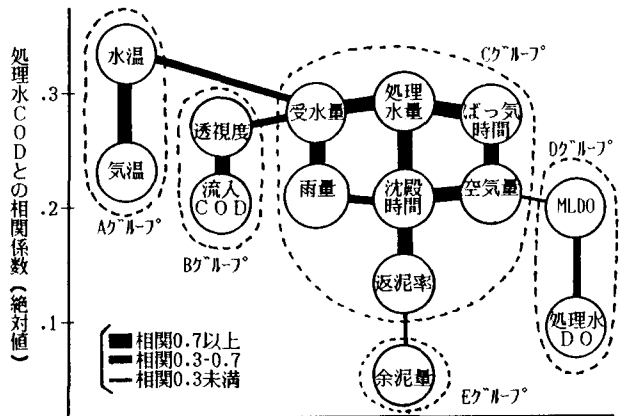 処理水CODとの相関係数(絶対値)
.3
.2
.1
水温
気温
Aグループ
透視度
流入
COD
Bグループ
Cグループ
受水量
処理
水量
ばっ気
時間
雨量
沈殿
時間
空気量
返泥率
Dグループ
MLDO
処理水
DO
余泥量
Eグループ
相関0.7以上
相関0.3-0.7
相関0.3未満